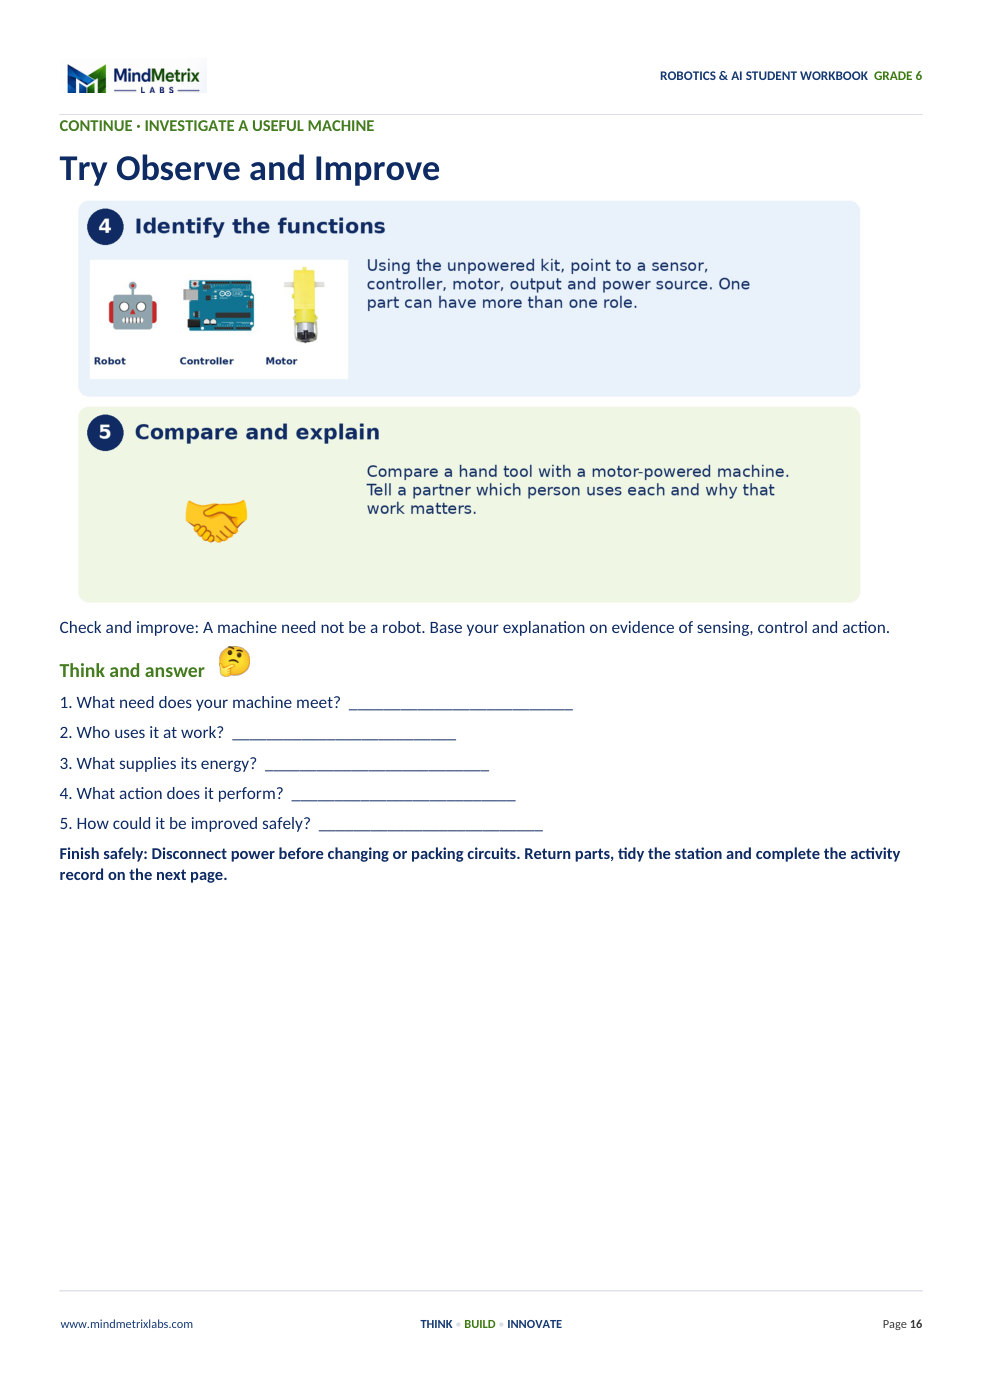 MindMetrix
LABS
ROBOTICS & AI STUDENT WORKBOOK GRADE 6
CONTINUE · INVESTIGATE A USEFUL MACHINE
Try Observe and Improve
4 Identify the functions
Using the unpowered kit, point to a sensor,
controller, motor, output and power source. One
part can have more than one role.
Robot Controller Motor
5 Compare and explain
Compare a hand tool with a motor-powered machine.
Tell a partner which person uses each and why that
work matters.
Check and improve: A machine need not be a robot. Base your explanation on evidence of sensing, control and action.
Think and answer
1. What need does your machine meet? __________________________
2. Who uses it at work? __________________________
3. What supplies its energy? __________________________
4. What action does it perform? __________________________
5. How could it be improved safely? __________________________
Finish safely: Disconnect power before changing or packing circuits. Return parts, tidy the station and complete the activity
record on the next page.
www.mindmetrixlabs.com THINK • BUILD • INNOVATE Page 16